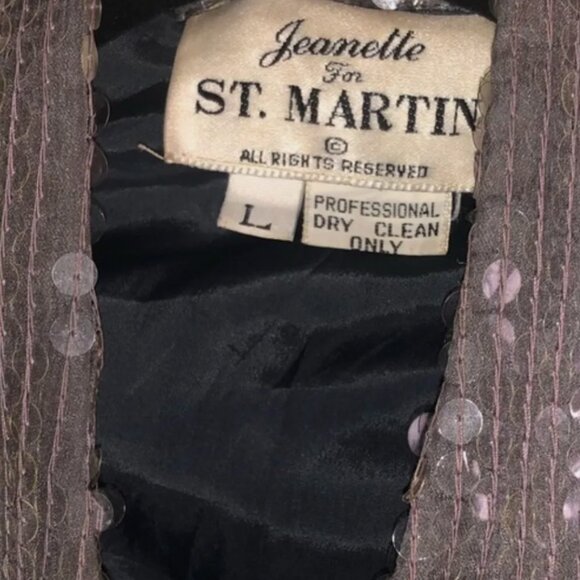 Jeanette
For
ST. MARTIN
©
ALL RIGHTS RESERVED
L
PROFESSIONAL
DRY CLEAN
ONLY